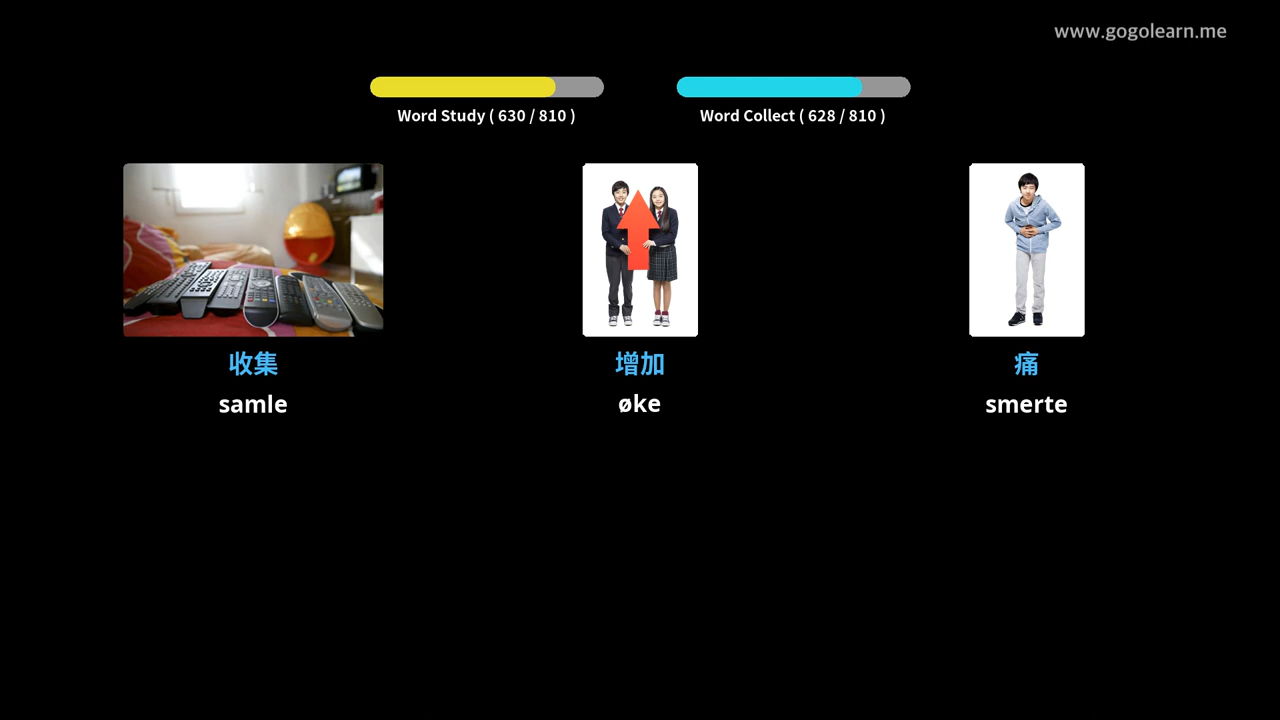 www.gogolearn.me
Word Study ( 630 / 810 )
Word Collect ( 628 / 810 )
收集
增加
痛
samle
øke
smerte